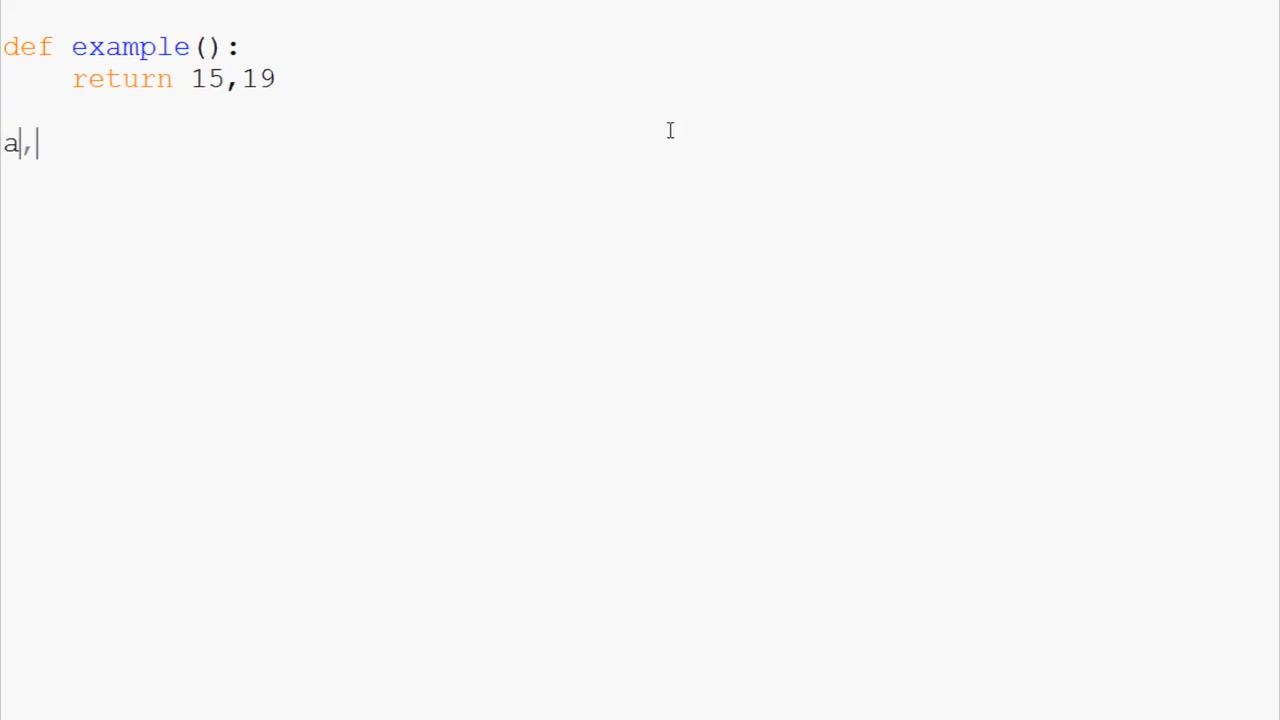 def example():
    return 15,19
a,